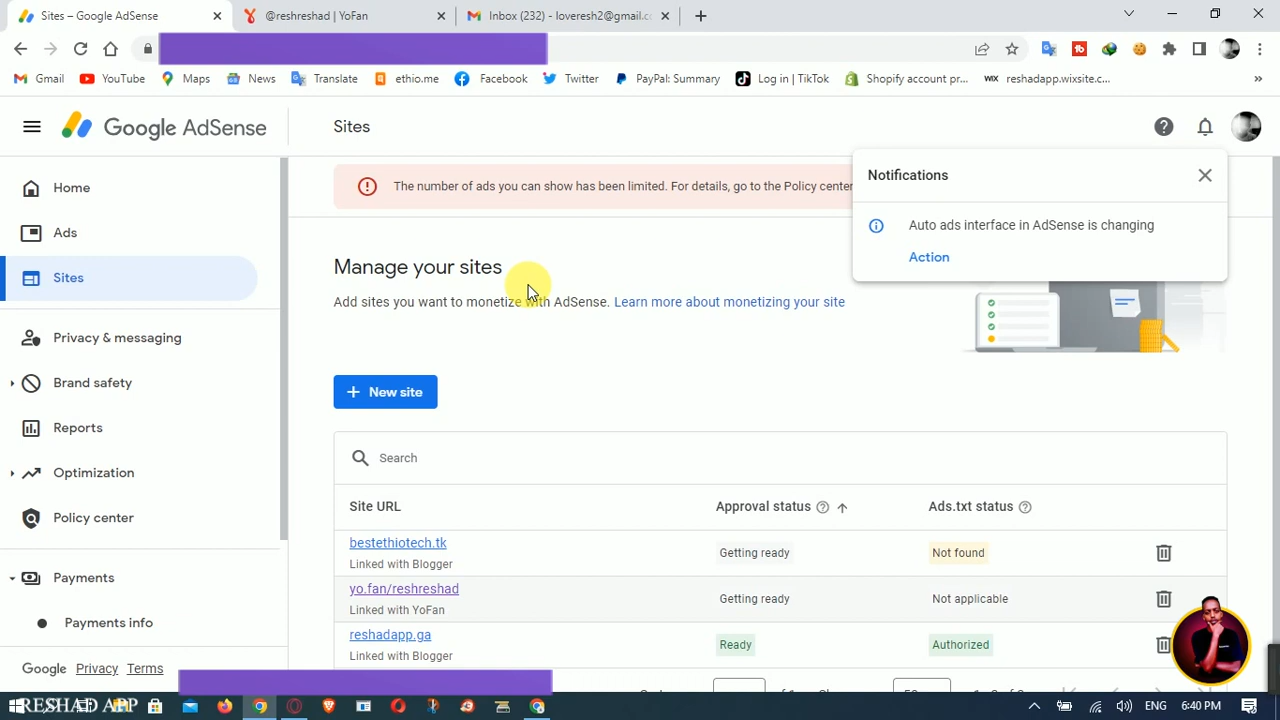 Sites – Google AdSense
@reshreshad | YoFan
Inbox (232) - loveresh2@gmail.c
Gmail
YouTube
Maps
News
Translate
ethio.me
Facebook
Twitter
PayPal: Summary
Log in | TikTok
Shopify account pr...
WIX reshadapp.wixsite.c...
»
Google AdSense
Sites
Home
Ads
Sites
Privacy & messaging
Brand safety
Reports
Optimization
Policy center
Payments
Payments info
Google Privacy Terms
The number of ads you can show has been limited. For details, go to the Policy center
Notifications
Auto ads interface in AdSense is changing
Action
Manage your sites
Add sites you want to monetize with AdSense. Learn more about monetizing your site
+ New site
Search
Site URL Approval status Ads.txt status
bestethiotech.tk Getting ready Not found
Linked with Blogger
yo.fan/reshreshad Getting ready Not applicable
Linked with YoFan
reshadapp.ga Ready Authorized
Linked with Blogger
RESHAD APP
ENG 6:40 PM